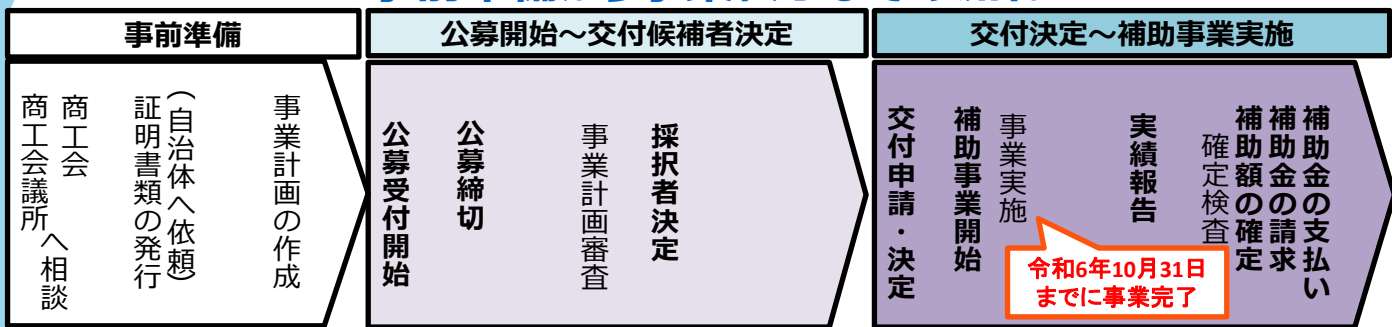 事前準備
公募開始～交付候補者決定
交付決定～補助事業実施
商工会
商工会議所へ相談
証明書類の発行
（自治体へ依頼）
事業計画の作成
公募受付開始
公募締切
事業計画審査
採択者決定
交付申請・決定
補助事業開始
事業実施
令和6年10月31日
までに事業完了
実績報告
確定検査
補助額の確定
補助金の請求
補助金の支払い